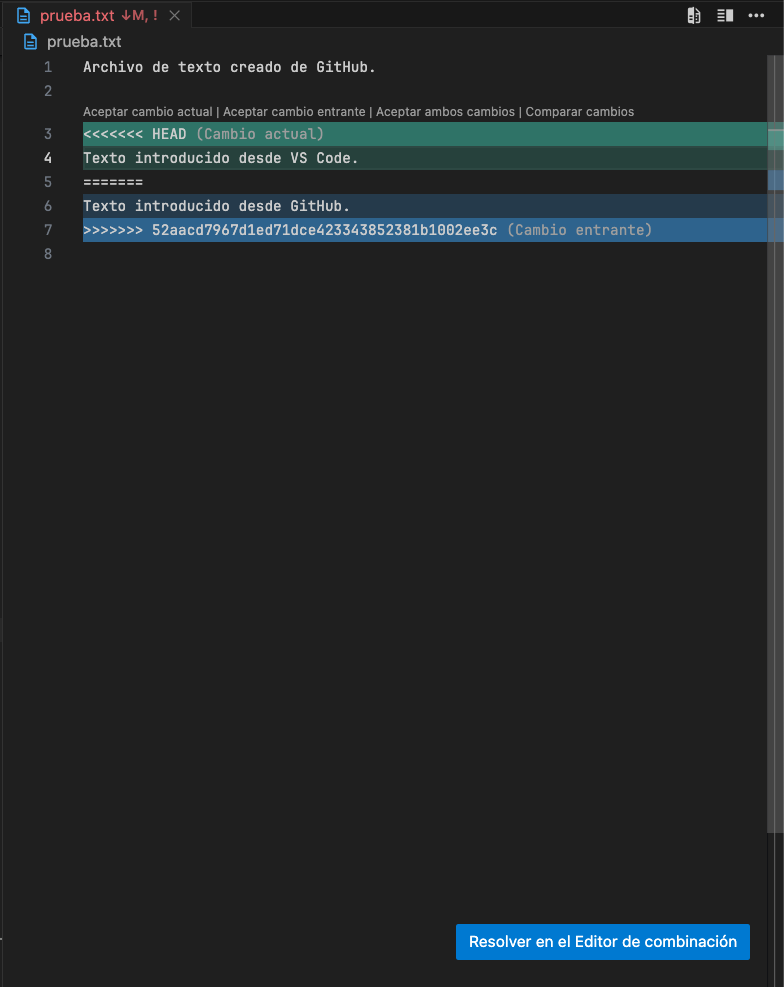 prueba.txt ↓M, !
prueba.txt
1 Archivo de texto creado de GitHub.
2
Aceptar cambio actual | Aceptar cambio entrante | Aceptar ambos cambios | Comparar cambios
3 <<<<<<< HEAD (Cambio actual)
4 Texto introducido desde VS Code.
5 =======
6 Texto introducido desde GitHub.
7 >>>>>>> 52aacd7967d1ed71dce423343852381b1002ee3c (Cambio entrante)
8
Resolver en el Editor de combinación